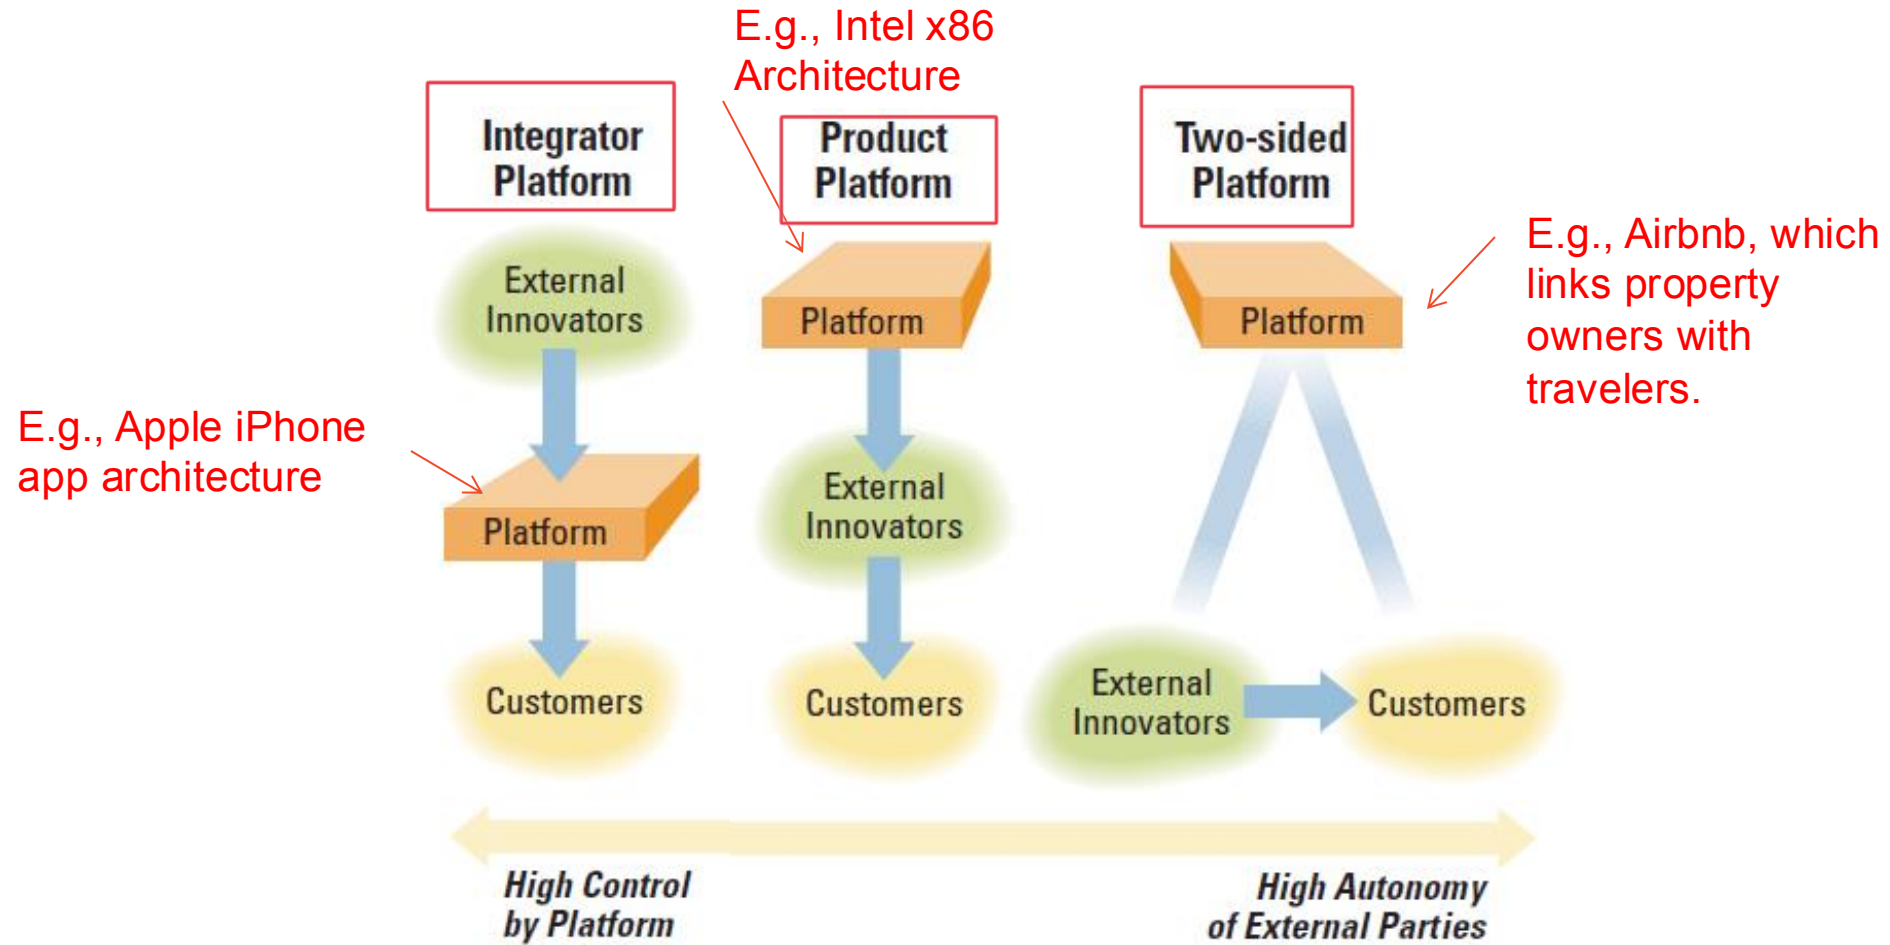 E.g., Intel x86
Architecture
Integrator
Platform
Product
Platform
Two-sided
Platform
External
Innovators
Platform
Platform
E.g., Airbnb, which
links property
owners with
travelers.
E.g., Apple iPhone
app architecture
Platform
External
Innovators
Customers
Customers
External
Innovators
Customers
High Control
by Platform
High Autonomy
of External Parties